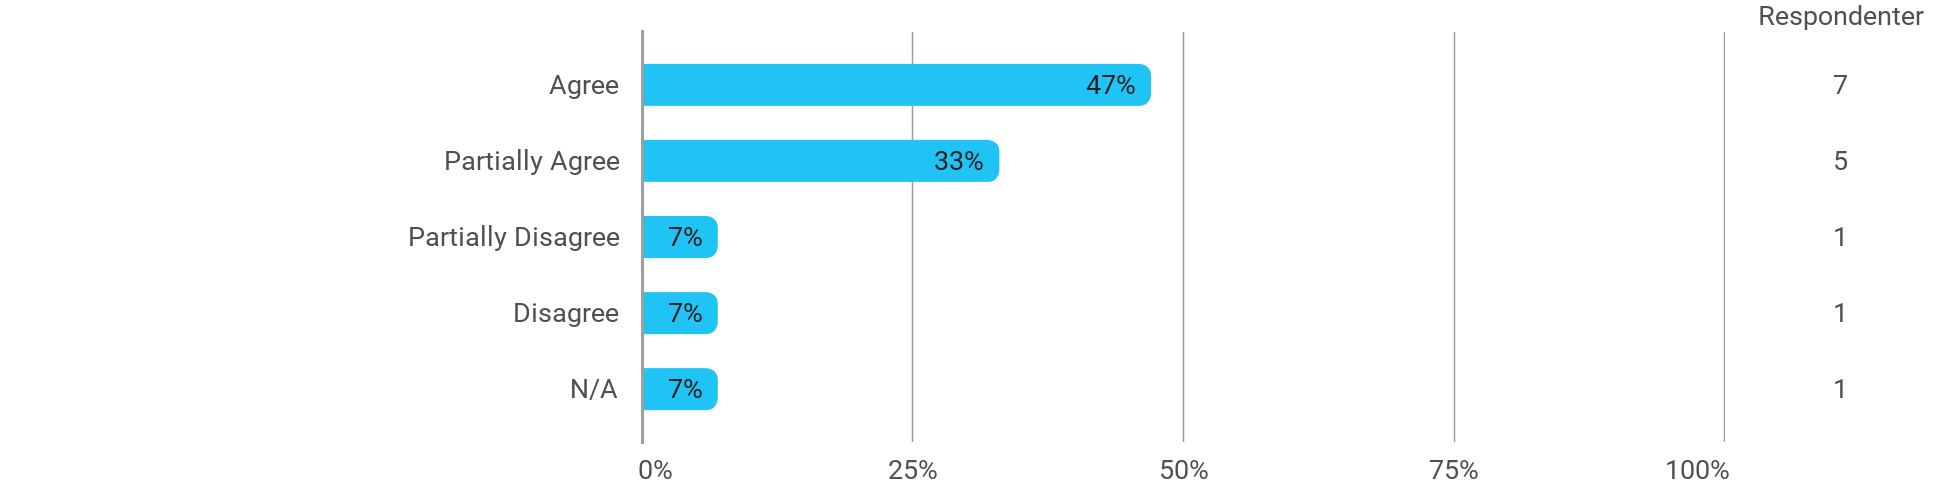 Respondenter
Agree 47% 7
Partially Agree 33% 5
Partially Disagree 7% 1
Disagree 7% 1
N/A 7% 1
0% 25% 50% 75% 100%